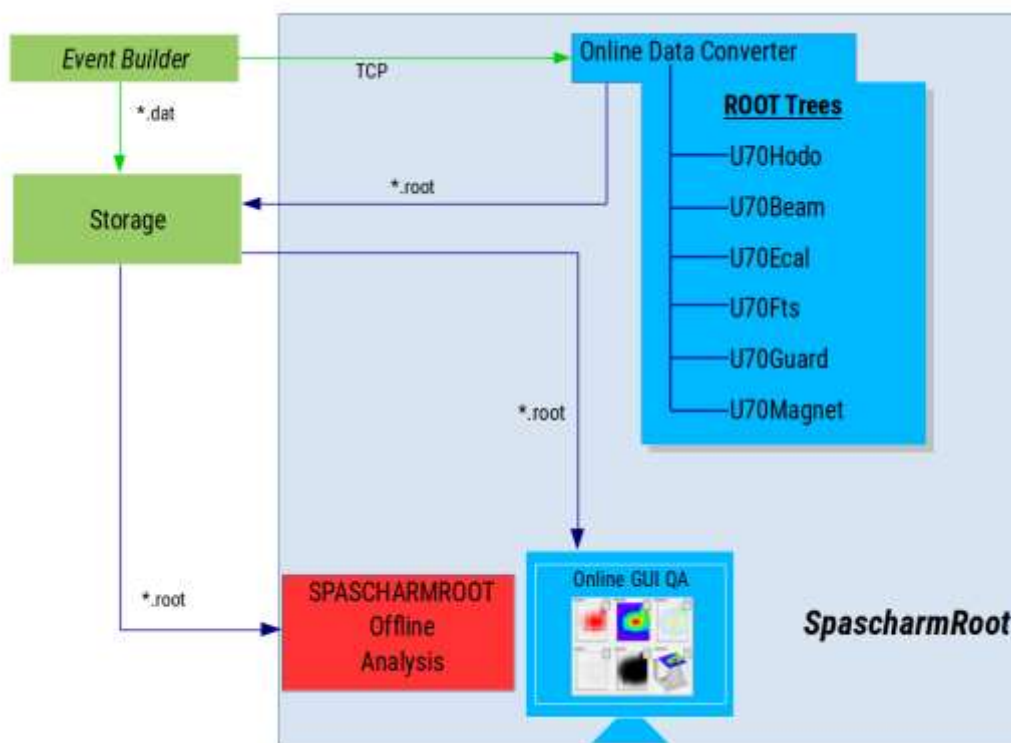 Event Builder
TCP
Online Data Converter
*.dat
ROOT Trees
U70Hodo
*.root
U70Beam
Storage
U70Ecal
U70Fts
U70Guard
U70Magnet
*.root
*.root
SPASCHARMROOT
Offline
Analysis
Online GUI QA
SpascharmRoot